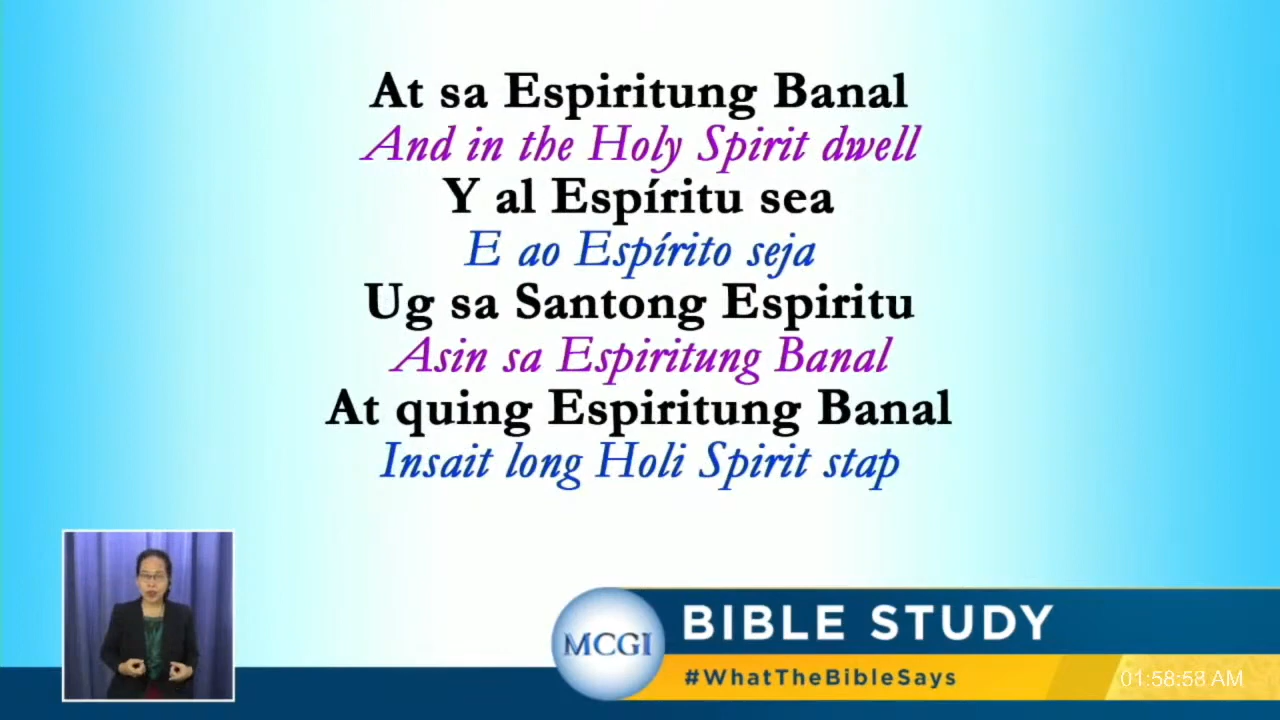 At sa Espiritung Banal
And in the Holy Spirit dwell
Y al Espíritu sea
E ao Espírito seja
Ug sa Santong Espiritu
Asin sa Espiritung Banal
At quing Espiritung Banal
Insait long Holi Spirit stap
MCGI
BIBLE STUDY
#WhatTheBibleSays
01:58:58 AM